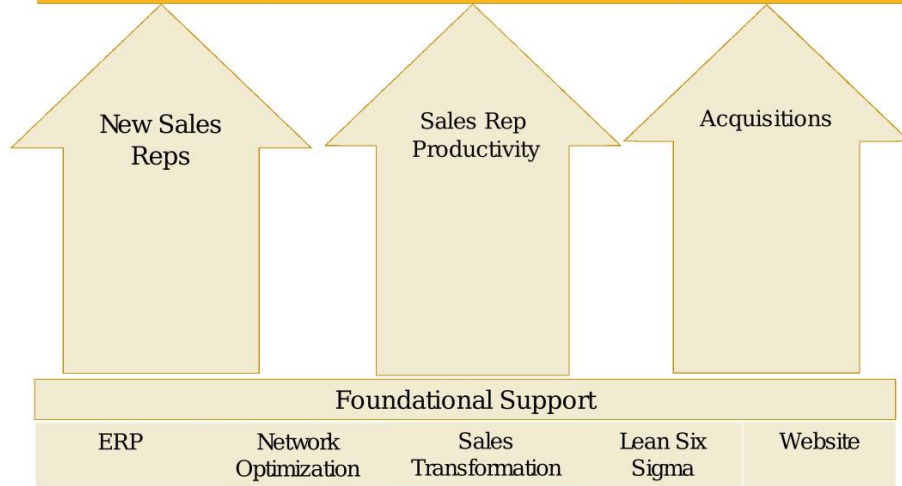 New Sales
Reps
Sales Rep
Productivity
Acquisitions
Foundational Support
ERP
Network
Optimization
Sales
Transformation
Lean Six
Sigma
Website